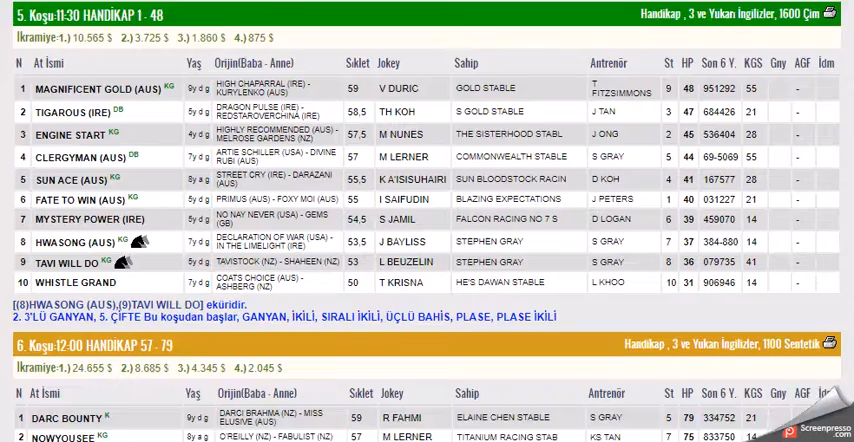 5. Koşu:11:30 HANDİKAP 1 - 48 Handikap , 3 ve Yukarı İngilizler, 1600 Çim
İkramiye:1.) 10.565 $ 2.) 3.725 $ 3.) 1.860 $ 4.) 875 $
N At İsmi Yaş Orijin(Baba - Anne) Sıklet Jokey Sahip Antrenör St HP Son 6 Y. KGS Gny AGF İdm
1 MAGNIFICENT GOLD (AUS) KG 9y d g HIGH CHAPARRAL (IRE) - KURYLENKO (AUS) 59 V DURIC GOLD STABLE T FITZSIMMONS 9 48 951292 55 -
2 TIGAROUS (IRE) DB 5y d g DRAGON PULSE (IRE) - REDSTAROVERCHINA (IRE) 58,5 TH KOH S GOLD STABLE J TAN 3 47 684426 21 -
3 ENGINE START KG 4y d g HIGHLY RECOMMENDED (AUS) - MELROSE GARDENS (NZ) 57,5 M NUNES THE SISTERHOOD STABL J ONG 2 45 536404 28 -
4 CLERGYMAN (AUS) DB 7y d g ARTIE SCHILLER (USA) - DIVINE RUBI (AUS) 57 M LERNER COMMONWEALTH STABLE S GRAY 5 44 69-5069 55 -
5 SUN ACE (AUS) KG 8y a g STREET CRY (IRE) - DARAZANI (AUS) 55,5 K A'ISISUHAIRI SUN BLOODSTOCK RACIN D KOH 4 41 167577 28 -
6 FATE TO WIN (AUS) KG 5y d g PRIMUS (AUS) - FOXY MOI (AUS) 55 I SAIFUDIN BLAZING EXPECTATIONS J PETERS 1 40 031227 21 -
7 MYSTERY POWER (IRE) 5y d g NO NAY NEVER (USA) - GEMS (GB) 54,5 S JAMIL FALCON RACING NO 7 S D LOGAN 6 39 459070 14 -
8 HWASONG (AUS) KG 7y d g DECLARATION OF WAR (USA) - IN THE LIMELIGHT (IRE) 53,5 J BAYLISS STEPHEN GRAY S GRAY 7 37 384-880 14 -
9 TAVI WILL DO KG 5y d g TAVISTOCK (NZ) - SHAHEEN (NZ) 53 L BEUZELIN STEPHEN GRAY S GRAY 8 36 079735 41 -
10 WHISTLE GRAND 7y d g COATS CHOICE (AUS) - ASHBERG (NZ) 50 T KRISNA HE'S DAWAN STABLE L KHOO 10 31 906946 14 -
[(8)HWASONG (AUS),(9)TAVI WILL DO] eküridir.
2. 3'LÜ GANYAN, 5. ÇİFTE Bu koşudan başlar, GANYAN, İKİLİ, SIRALI İKİLİ, ÜÇLÜ BAHİS, PLASE, PLASE İKİLİ
6. Koşu:12:00 HANDİKAP 57 - 79 Handikap , 3 ve Yukarı İngilizler, 1100 Sentetik
İkramiye:1.) 24.655 $ 2.) 8.685 $ 3.) 4.345 $ 4.) 2.045 $
N At İsmi Yaş Orijin(Baba - Anne) Sıklet Jokey Sahip Antrenör St HP Son 6 Y. KGS Gny AGF İdm
1 DARC BOUNTY K 9y d g DARCI BRAHMA (NZ) - MISS ELUSIVE (AUS) 59 R FAHMI ELAINE CHEN STABLE S GRAY 5 79 334752 21
2 NOWYOUSEE KG 8y a g O'REILLY (NZ) - FABULIST (NZ) 57 M LERNER TITANIUM RACING STAB KS TAN 7 75 833750 14
Screenpresso.com